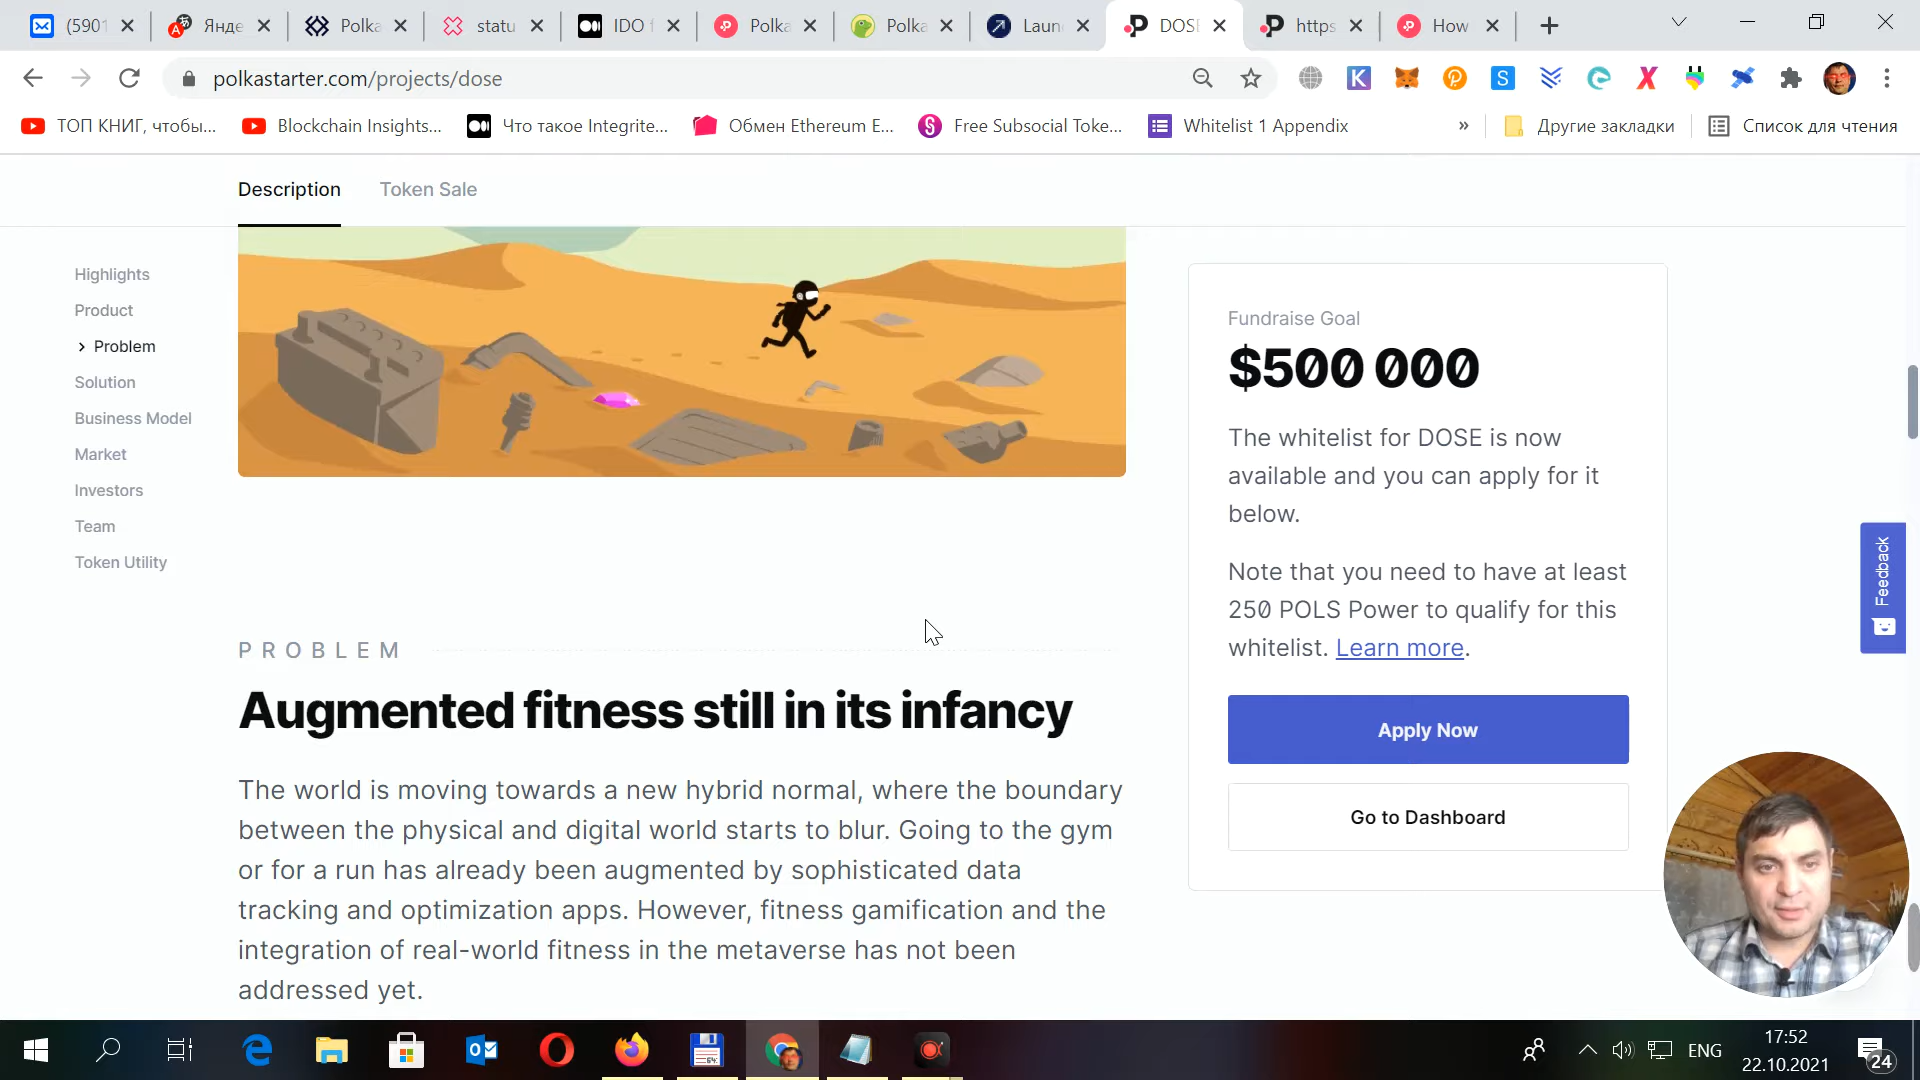 (5901
Янде
Polka
statu
IDO f
Polka
Polka
Laun
DOSE
https
How
polkastarter.com/projects/dose
ТОП КНИГ, чтобы...
Blockchain Insights...
Что такое Integrite...
Обмен Ethereum E...
Free Subsocial Toke...
Whitelist 1 Appendix
»
Другие закладки
Список для чтения
Description
Token Sale
Highlights
Product
Problem
Solution
Business Model
Market
Investors
Team
Token Utility
Fundraise Goal
$500 000
The whitelist for DOSE is now
available and you can apply for it
below.
Note that you need to have at least
250 POLS Power to qualify for this
whitelist. Learn more.
Apply Now
Go to Dashboard
Feedback
PROBLEM
Augmented fitness still in its infancy
The world is moving towards a new hybrid normal, where the boundary
between the physical and digital world starts to blur. Going to the gym
or for a run has already been augmented by sophisticated data
tracking and optimization apps. However, fitness gamification and the
integration of real-world fitness in the metaverse has not been
addressed yet.
ENG
17:52
22.10.2021
24